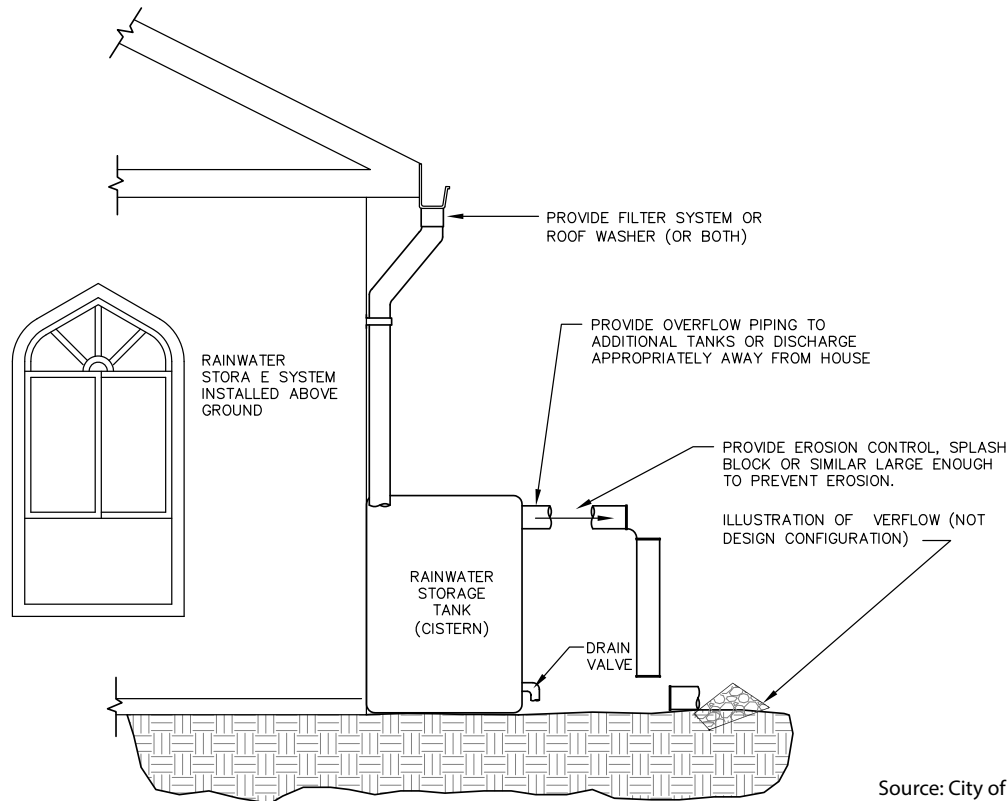 PROVIDE FILTER SYSTEM OR
ROOF WASHER (OR BOTH)
PROVIDE OVERFLOW PIPING TO
ADDITIONAL TANKS OR DISCHARGE
APPROPRIATELY AWAY FROM HOUSE
RAINWATER
STORA E SYSTEM
INSTALLED ABOVE
GROUND
PROVIDE EROSION CONTROL, SPLASH
BLOCK OR SIMILAR LARGE ENOUGH
TO PREVENT EROSION.
ILLUSTRATION OF VERFLOW (NOT
DESIGN CONFIGURATION)
RAINWATER
STORAGE
TANK
(CISTERN)
DRAIN
VALVE
Source: City of